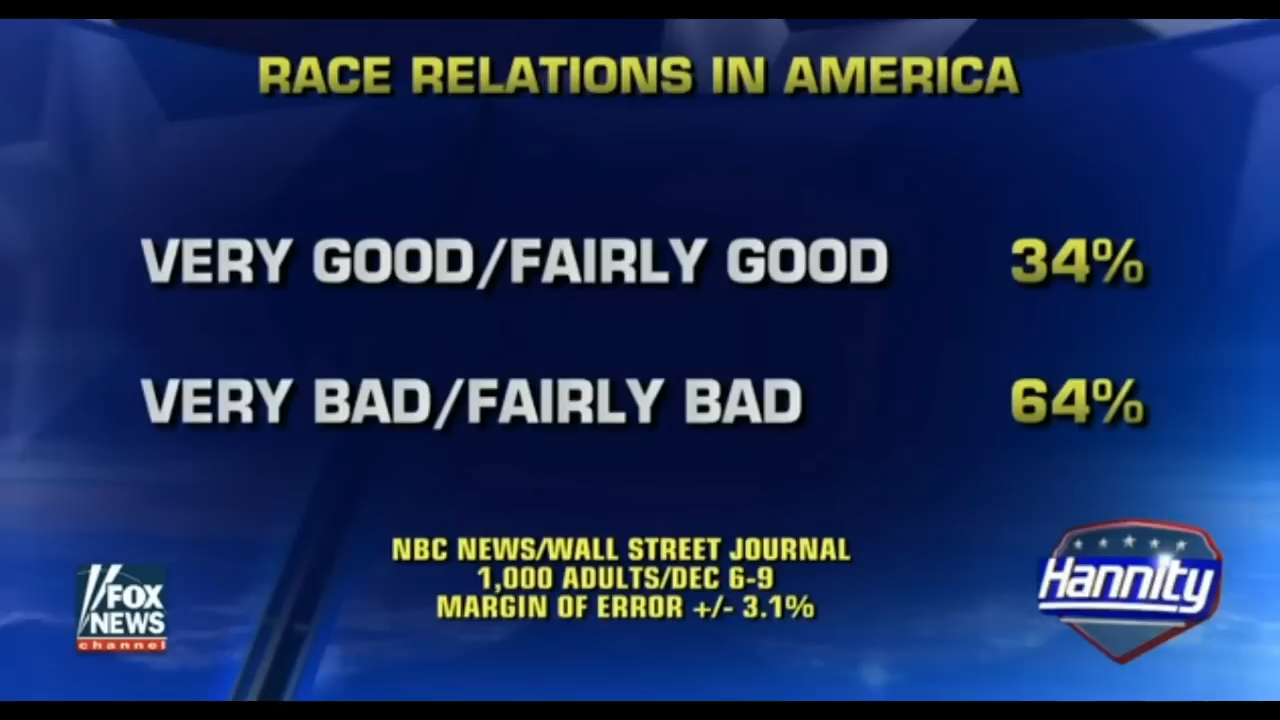 RACE RELATIONS IN AMERICA
VERY GOOD/FAIRLY GOOD 34%
VERY BAD/FAIRLY BAD 64%
NBC NEWS/WALL STREET JOURNAL
1,000 ADULTS/DEC 6-9
MARGIN OF ERROR +/- 3.1%
FOX
NEWS
channel
Hannity